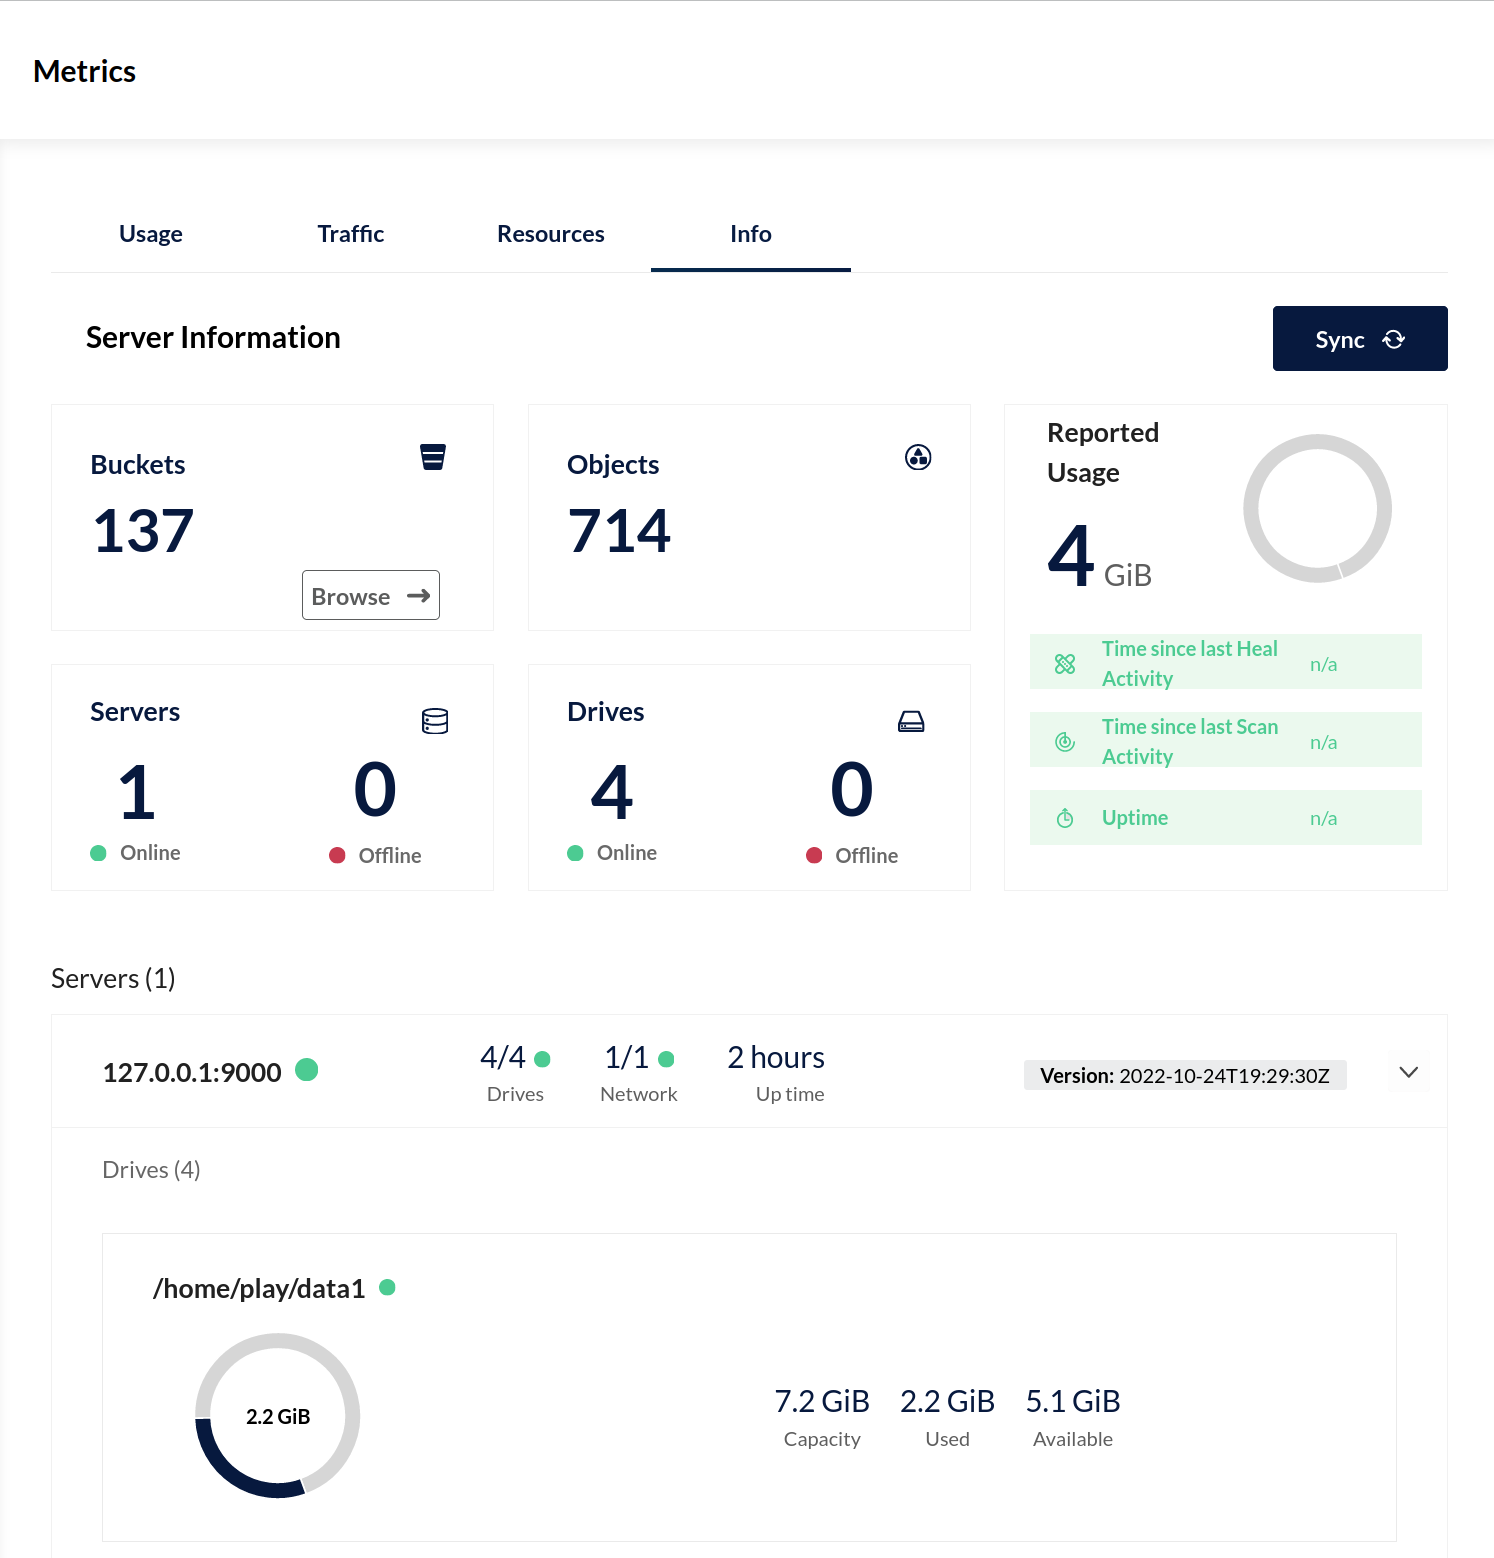 Metrics
Usage Traffic Resources Info
Server Information
Sync
Buckets
137
Browse
Objects
714
Reported
Usage
4 GiB
Time since last Heal
Activity
n/a
Time since last Scan
Activity
n/a
Uptime
n/a
Servers
1 0
Online Offline
Drives
4 0
Online Offline
Servers (1)
127.0.0.1:9000
4/4
Drives
1/1
Network
2 hours
Up time
Version: 2022-10-24T19:29:30Z
Drives (4)
/home/play/data1
2.2 GiB
7.2 GiB 2.2 GiB 5.1 GiB
Capacity Used Available